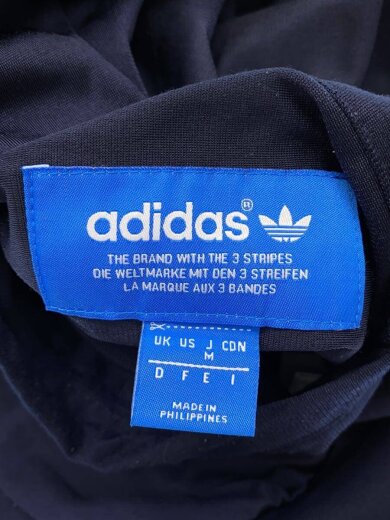 adidas®
THE BRAND WITH THE 3 STRIPES
DIE WELTMARKE MIT DEN 3 STREIFEN
LA MARQUE AUX 3 BANDES
UK US J CDN
M
D F E I
MADE IN
PHILIPPINES